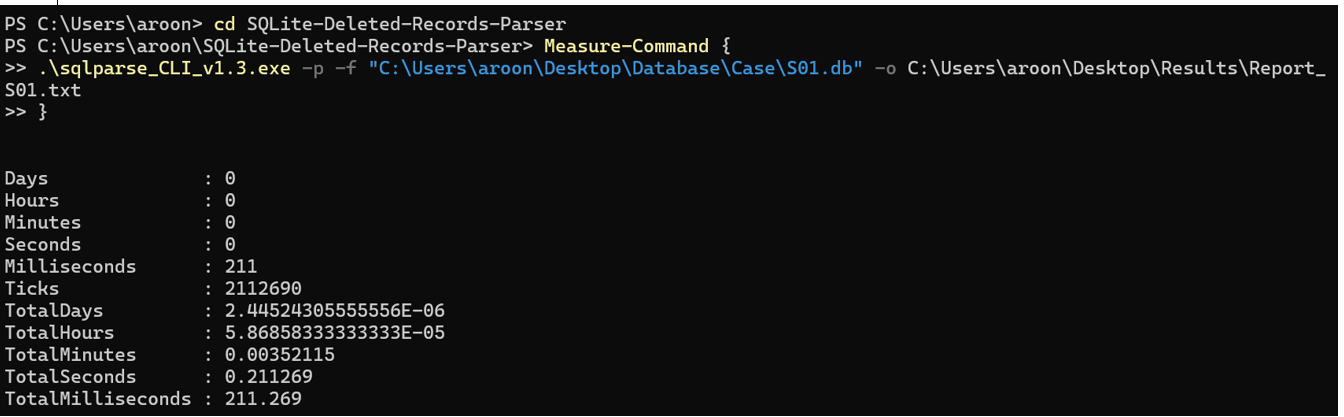 PS C:\Users\aroon> cd SQLite-Deleted-Records-Parser
PS C:\Users\aroon\SQLite-Deleted-Records-Parser> Measure-Command {
>> .\sqlparse_CLI_v1.3.exe -p -f "C:\Users\aroon\Desktop\Database\Case\S01.db" -o C:\Users\aroon\Desktop\Results\Report_
S01.txt
>> }
Days : 0
Hours : 0
Minutes : 0
Seconds : 0
Milliseconds : 211
Ticks : 2112690
TotalDays : 2.44524305555556E-06
TotalHours : 5.86858333333333E-05
TotalMinutes : 0.00352115
TotalSeconds : 0.211269
TotalMilliseconds : 211.269